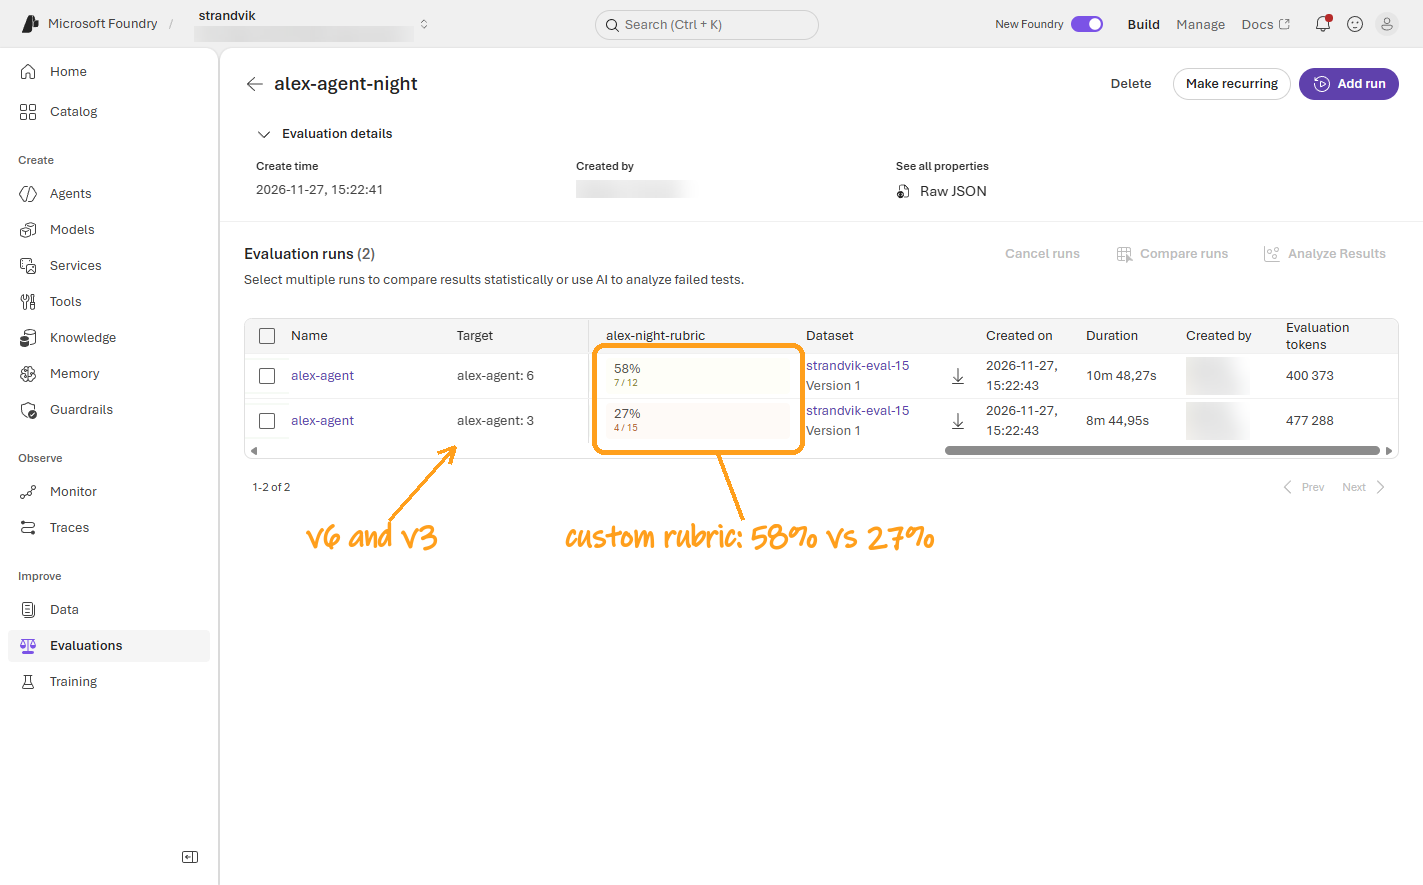 Microsoft Foundry / strandvik
Search (Ctrl + K)
New Foundry Build Manage Docs
Home
Catalog
Create
Agents
Models
Services
Tools
Knowledge
Memory
Guardrails
Observe
Monitor
Traces
Improve
Data
Evaluations
Training
alex-agent-night
Delete Make recurring Add run
Evaluation details
Create time Created by See all properties
2026-11-27, 15:22:41 Raw JSON
Evaluation runs (2)
Cancel runs Compare runs Analyze Results
Select multiple runs to compare results statistically or use AI to analyze failed tests.
Name Target alex-night-rubric Dataset Created on Duration Created by Evaluation tokens
alex-agent alex-agent: 6 58% 7 / 12 strandvik-eval-15 Version 1 2026-11-27, 15:22:43 10m 48,27s 400 373
alex-agent alex-agent: 3 27% 4 / 15 strandvik-eval-15 Version 1 2026-11-27, 15:22:43 8m 44,95s 477 288
1-2 of 2
Prev Next
v6 and v3
custom rubric: 58% vs 27%